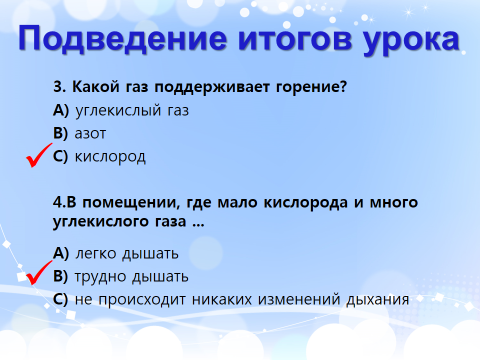 Подведение итогов урока
3. Какой газ поддерживает горение?
A) углекислый газ
B) азот
C) кислород
4.В помещении, где мало кислорода и много
углекислого газа ...
A) легко дышать
B) трудно дышать
C) не происходит никаких изменений дыхания